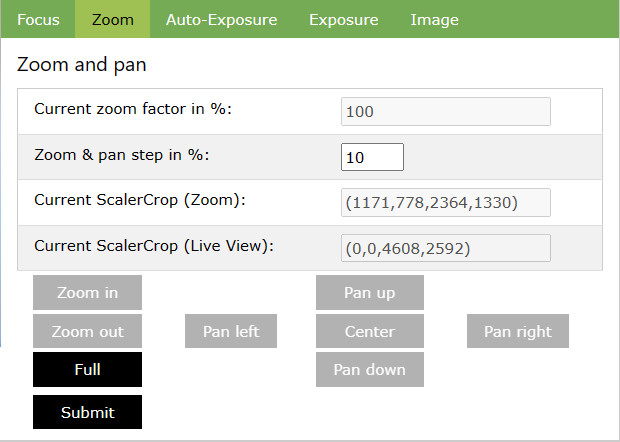 Focus Zoom Auto-Exposure Exposure Image
Zoom and pan
Current zoom factor in %: 100
Zoom & pan step in %: 10
Current ScalerCrop (Zoom): (1171,778,2364,1330)
Current ScalerCrop (Live View): (0,0,4608,2592)
Zoom in Pan up
Zoom out Pan left Center Pan right
Full Pan down
Submit